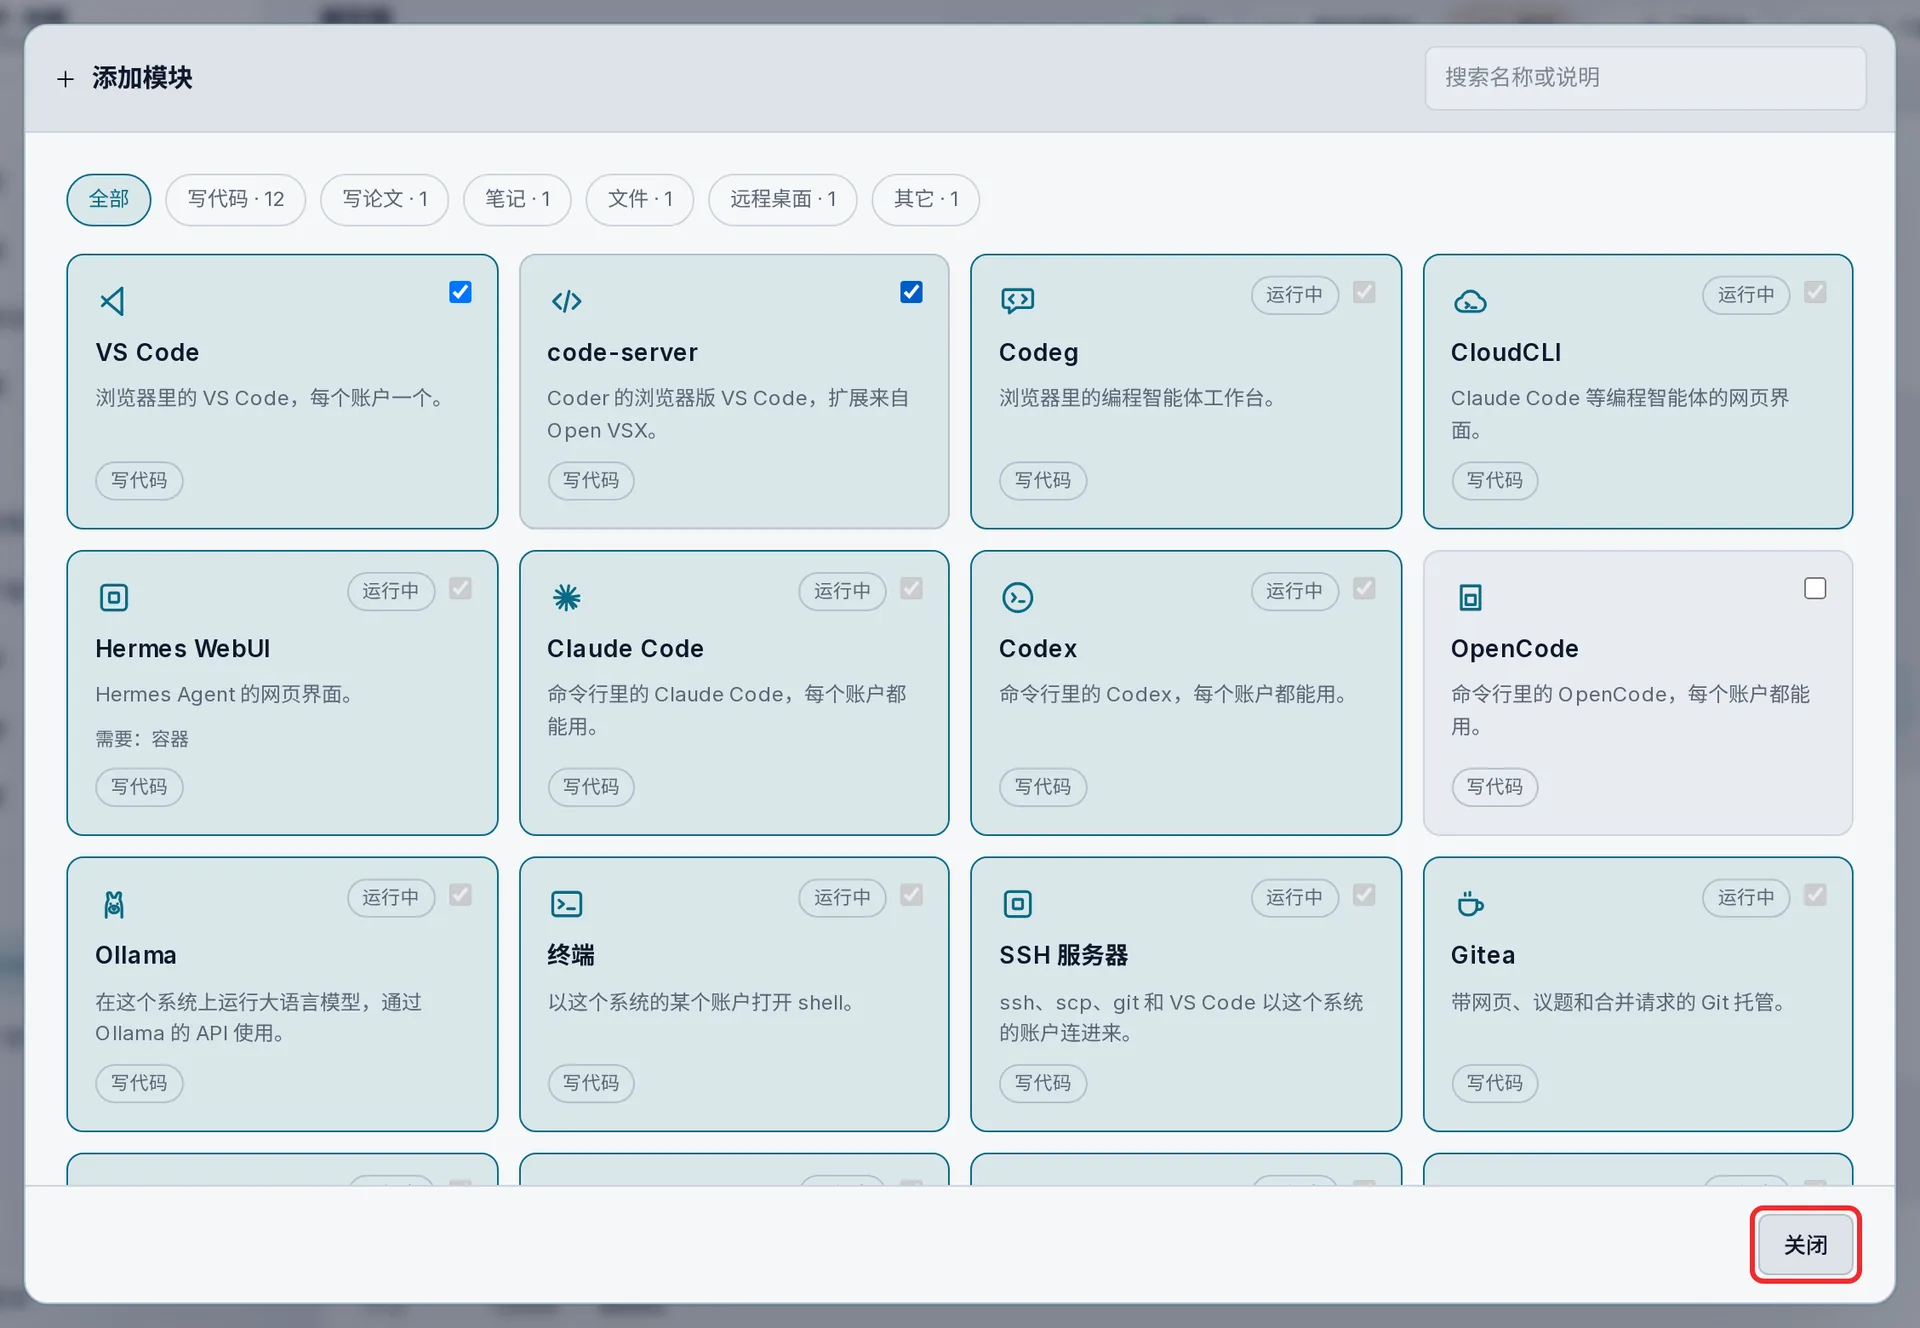 添加模块
搜索名称或说明
全部
写代码 · 12
写论文 · 1
笔记 · 1
文件 · 1
远程桌面 · 1
其它 · 1
VS Code
浏览器里的 VS Code，每个账户一个。
写代码
code-server
Coder 的浏览器版 VS Code，扩展来自
Open VSX。
写代码
运行中
Codeg
浏览器里的编程智能体工作台。
写代码
运行中
CloudCLI
Claude Code 等编程智能体的网页界
面。
写代码
运行中
Hermes WebUI
Hermes Agent 的网页界面。
需要：容器
写代码
运行中
Claude Code
命令行里的 Claude Code，每个账户都
能用。
写代码
运行中
Codex
命令行里的 Codex，每个账户都能用。
写代码
OpenCode
命令行里的 OpenCode，每个账户都能
用。
写代码
运行中
Ollama
在这个系统上运行大语言模型，通过
Ollama 的 API 使用。
写代码
运行中
终端
以这个系统的某个账户打开 shell。
写代码
运行中
SSH 服务器
ssh、scp、git 和 VS Code 以这个系统
的账户连进来。
写代码
运行中
Gitea
带网页、议题和合并请求的 Git 托管。
写代码
关闭